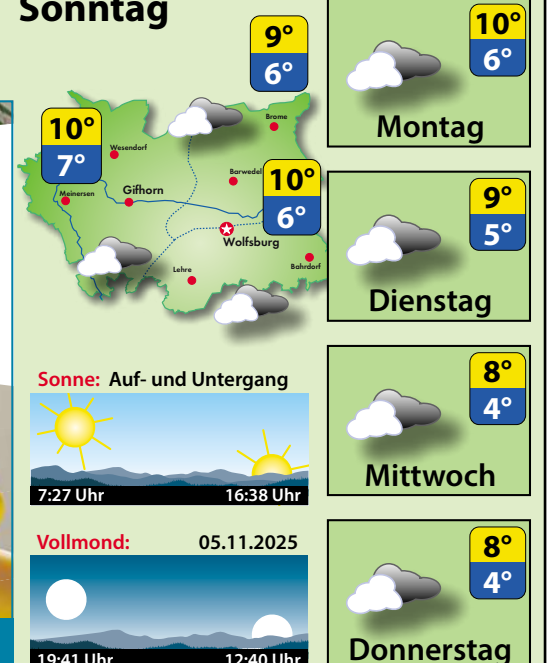 Sonntag
9°
6°
10°
7°
10°
6°
Brome
Wesendorf
Barwedel
Meinersen
Gifhorn
Wolfsburg
Lehre
Bahrdorf
Sonne: Auf- und Untergang
7:27 Uhr 16:38 Uhr
Vollmond: 05.11.2025
19:41 Uhr 12:40 Uhr
10°
6°
Montag
9°
5°
Dienstag
8°
4°
Mittwoch
8°
4°
Donnerstag